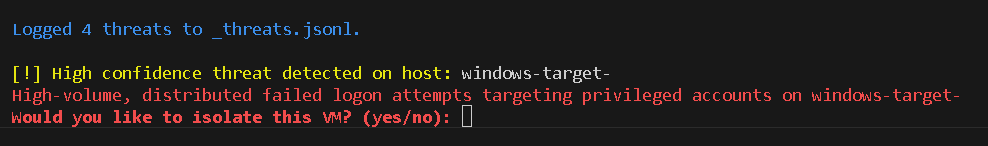 Logged 4 threats to _threats.jsonl.
[!] High confidence threat detected on host: windows-target-
High-volume, distributed failed logon attempts targeting privileged accounts on windows-target-
Would you like to isolate this VM? (yes/no):